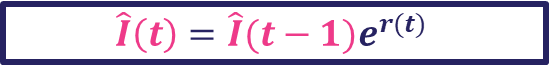 Î(t) = Î(t − 1)e^{r(t)}